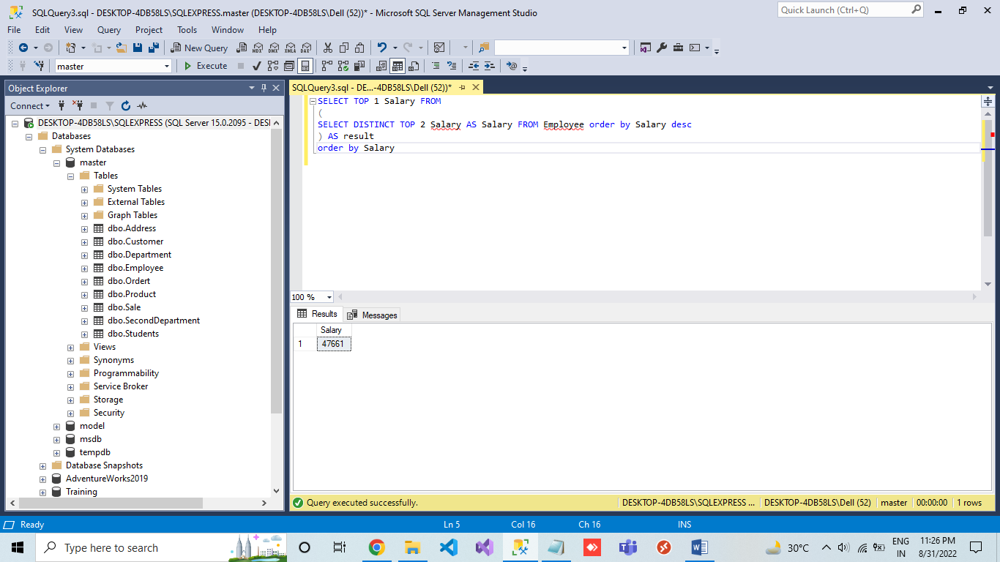 SQLQuery3.sql - DESKTOP-4DB58LS\SQLEXPRESS.master (DESKTOP-4DB58LS\Dell (52))* - Microsoft SQL Server Management Studio
Quick Launch (Ctrl+Q)
File Edit View Query Project Tools Window Help
New Query MDX DMX XMLA DAX
master Execute
Object Explorer
Connect
DESKTOP-4DB58LS\SQLEXPRESS (SQL Server 15.0.2095 - DESI
Databases
System Databases
master
Tables
System Tables
External Tables
Graph Tables
dbo.Address
dbo.Customer
dbo.Department
dbo.Employee
dbo.Ordert
dbo.Product
dbo.Sale
dbo.SecondDepartment
dbo.Students
Views
Synonyms
Programmability
Service Broker
Storage
Security
model
msdb
tempdb
Database Snapshots
AdventureWorks2019
Training
SQLQuery3.sql - DE...-4DB58LS\Dell (52))*
SELECT TOP 1 Salary FROM
(
SELECT DISTINCT TOP 2 Salary AS Salary FROM Employee order by Salary desc
) AS result
order by Salary
100 %
Results Messages
Salary
1 47661
Query executed successfully. DESKTOP-4DB58LS\SQLEXPRESS ... DESKTOP-4DB58LS\Dell (52) master 00:00:00 1 rows
Ready Ln 5 Col 16 Ch 16 INS
Type here to search
30°C
ENG
IN
11:26 PM
8/31/2022